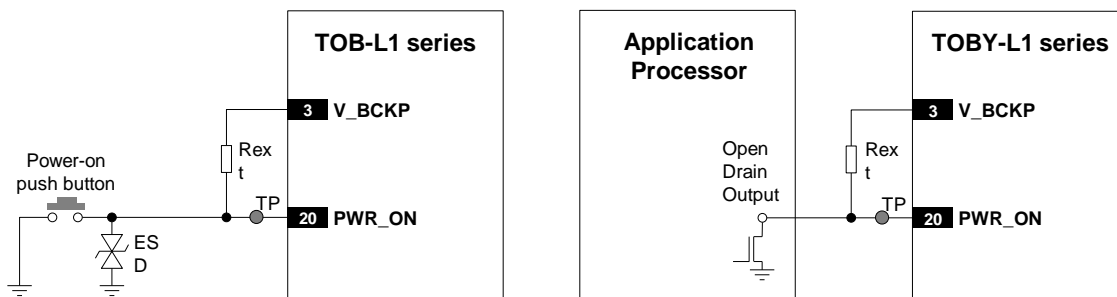 TOB-L1 series
3 V_BCKP
Rex
t
Power-on
push button
TP
20 PWR_ON
ES
D
Application
Processor
Open
Drain
Output
TOBY-L1 series
3 V_BCKP
Rex
t
TP
20 PWR_ON